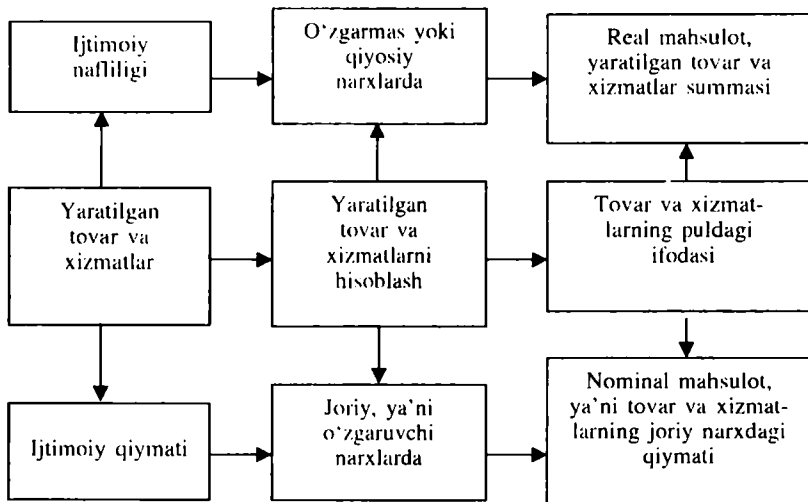 Ijtimoiy
nafliligi
O‘zgarmas yoki
qiyosiy
narxlarda
Real mahsulot,
yaratilgan tovar va
xizmatlar summasi
Yaratilgan
tovar va
xizmatlar
Yaratilgan
tovar va
xizmatlarni
hisoblash
Tovar va xizmat-
larning puldagi
ifodasi
Ijtimoiy qiymati
Joriy, ya’ni
o‘zgaruvchi
narxlarda
Nominal mahsulot,
ya’ni tovar va xizmat-
larning joriy narxdagi
qiymati